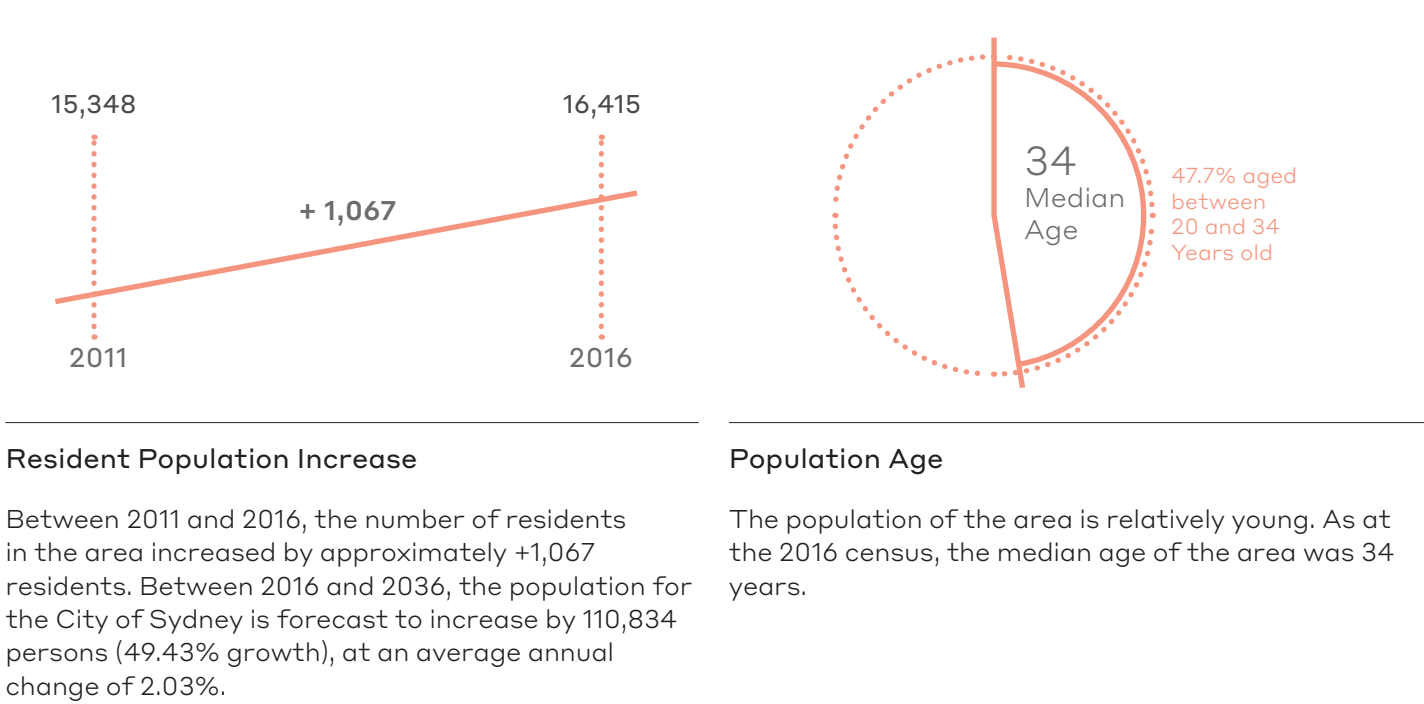 15,348
16,415
+ 1,067
2011
2016
Resident Population Increase
Between 2011 and 2016, the number of residents
in the area increased by approximately +1,067
residents. Between 2016 and 2036, the population for
the City of Sydney is forecast to increase by 110,834
persons (49.43% growth), at an average annual
change of 2.03%.
34
Median
Age
47.7% aged
between
20 and 34
Years old
Population Age
The population of the area is relatively young. As at
the 2016 census, the median age of the area was 34
years.